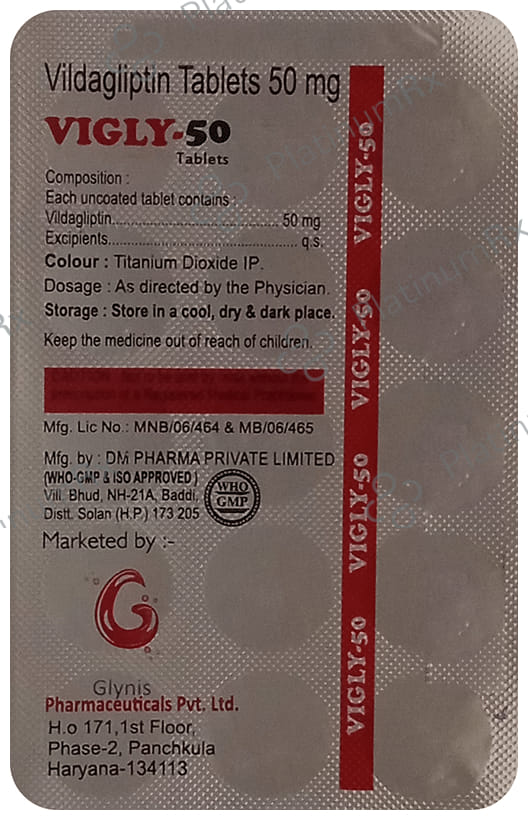 Vildagliptin Tablets 50 mg
VIGLY-50
Tablets
Composition :
Each uncoated tablet contains :
Vildagliptin................................................ 50 mg
Excipients.................................................... q.s.
Colour : Titanium Dioxide IP.
Dosage : As directed by the Physician.
Storage : Store in a cool, dry & dark place.
Keep the medicine out of reach of children.
Mfg. Lic No.: MNB/06/464 & MB/06/465
Mfg. by : DM PHARMA PRIVATE LIMITED
(WHO-GMP & ISO APPROVED)
Vill. Bhud, NH-21A, Baddi,
Distt. Solan (H.P.) 173 205
WHO
GMP
Marketed by :-
G
Glynis
Pharmaceuticals Pvt. Ltd.
H.o 171,1st Floor,
Phase-2, Panchkula
Haryana-134113
VIGLY-50
VIGLY-50
VIGLY-50
VIGLY-50
PlatinumRx
PlatinumRx